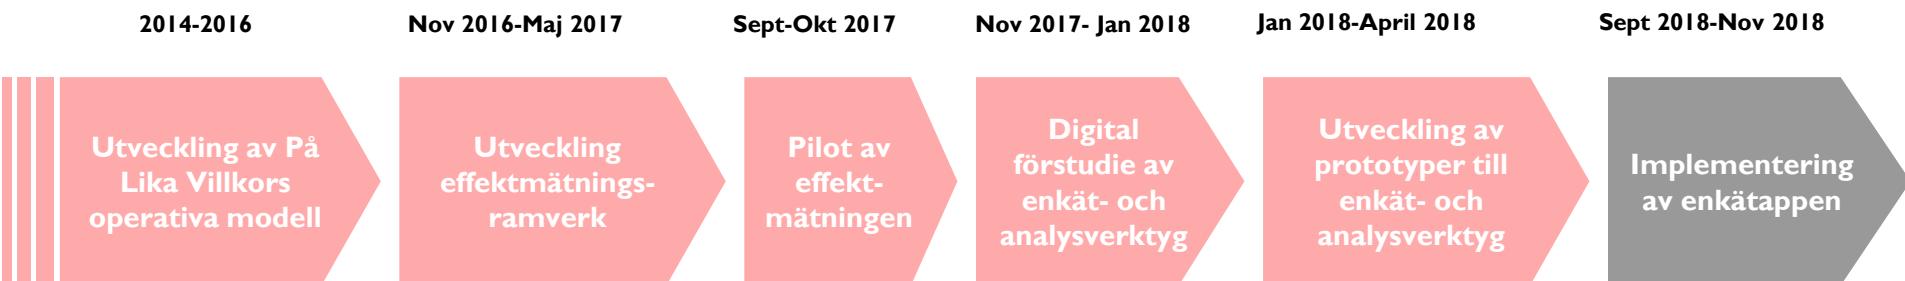 2014-2016
Nov 2016-Maj 2017
Sept-Okt 2017
Nov 2017- Jan 2018
Jan 2018-April 2018
Sept 2018-Nov 2018
Utveckling av På
Lika Villkors
operativa modell
Utveckling
effektmätnings-
ramverk
Pilot av
effekt-
mätningen
Digital
förstudie av
enkät- och
analysverktyg
Utveckling av
prototyper till
enkät- och
analysverktyg
Implementering
av enkätappen